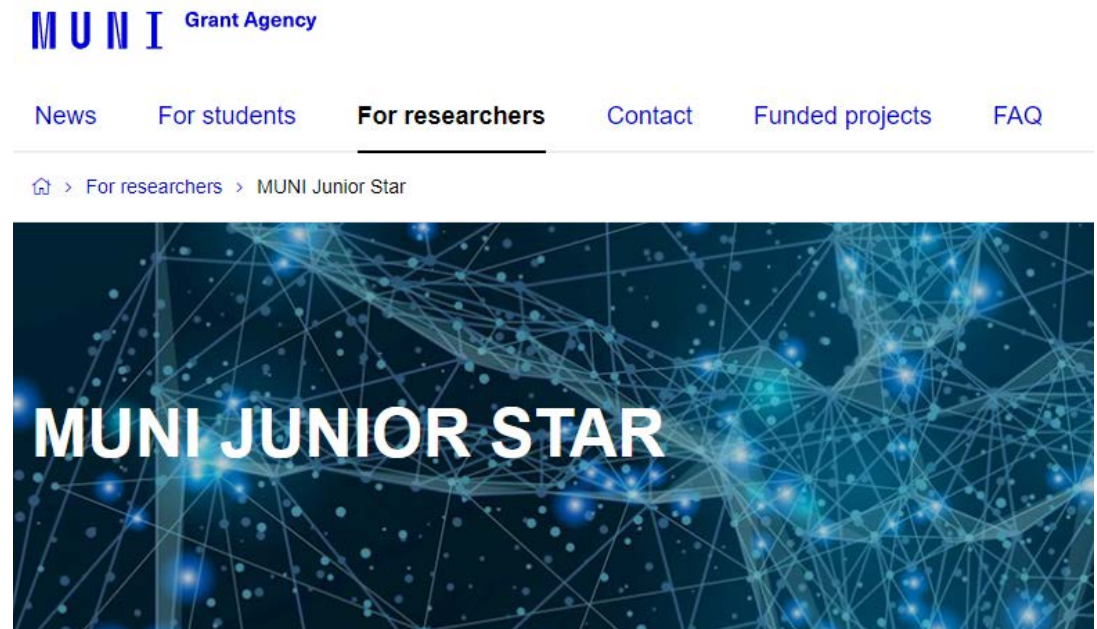 MUNI Grant Agency
News For students For researchers Contact Funded projects FAQ
> For researchers > MUNI Junior Star
MUNI JUNIOR STAR